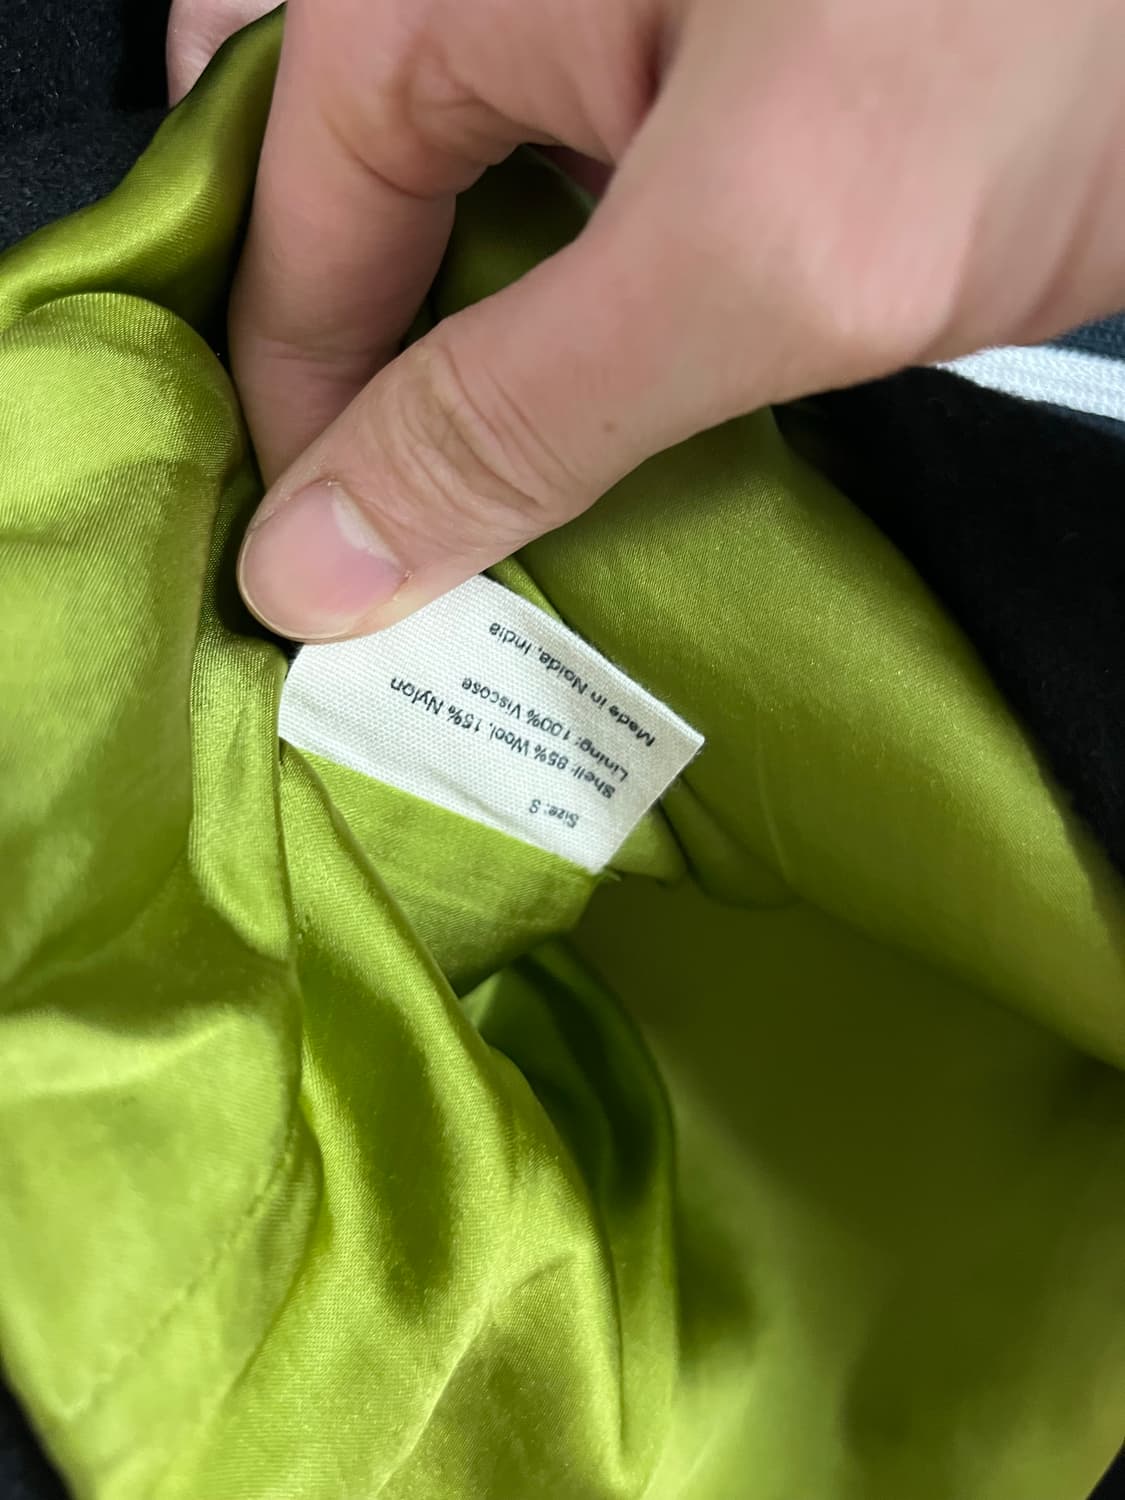 Size: S
Shell: 85% Wool, 15% Nylon
Lining: 100% Viscose
Made in Noida, India